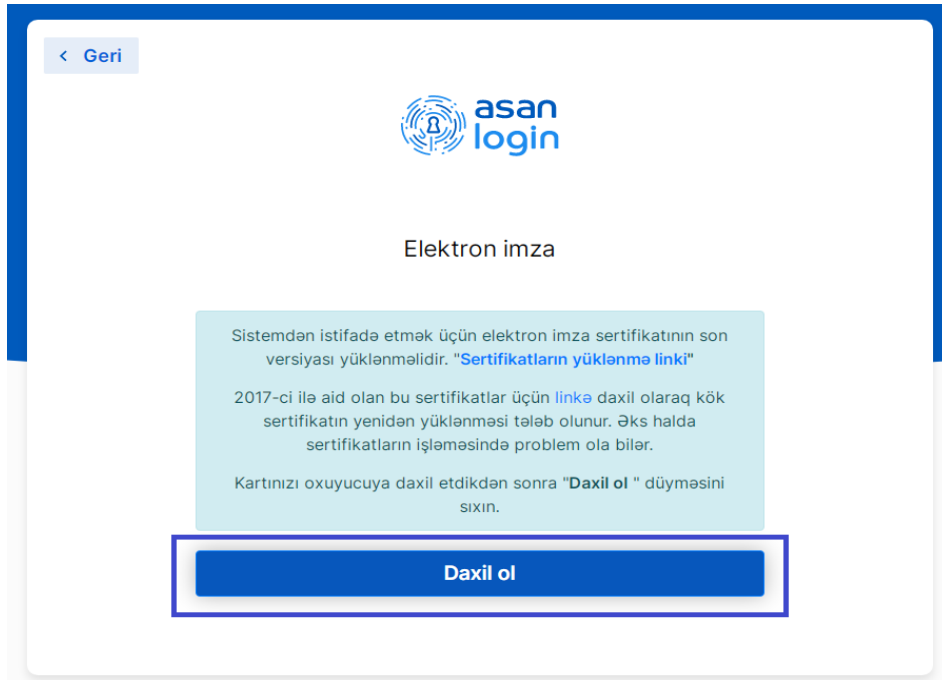 Geri
asan
login
Elektron imza
Sistemdən istifadə etmək üçün elektron imza sertifikatının son
versiyası yüklənməlidir. "Sertifikatların yüklənmə linki"
2017-ci ilə aid olan bu sertifikatlar üçün linkə daxil olaraq kök
sertifikatın yenidən yüklənməsi tələb olunur. Əks halda
sertifikatların işləməsində problem ola bilər.
Kartinızı oxuyucuya daxil etdikdən sonra "Daxil ol " düyməsini
sıxın.
Daxil ol